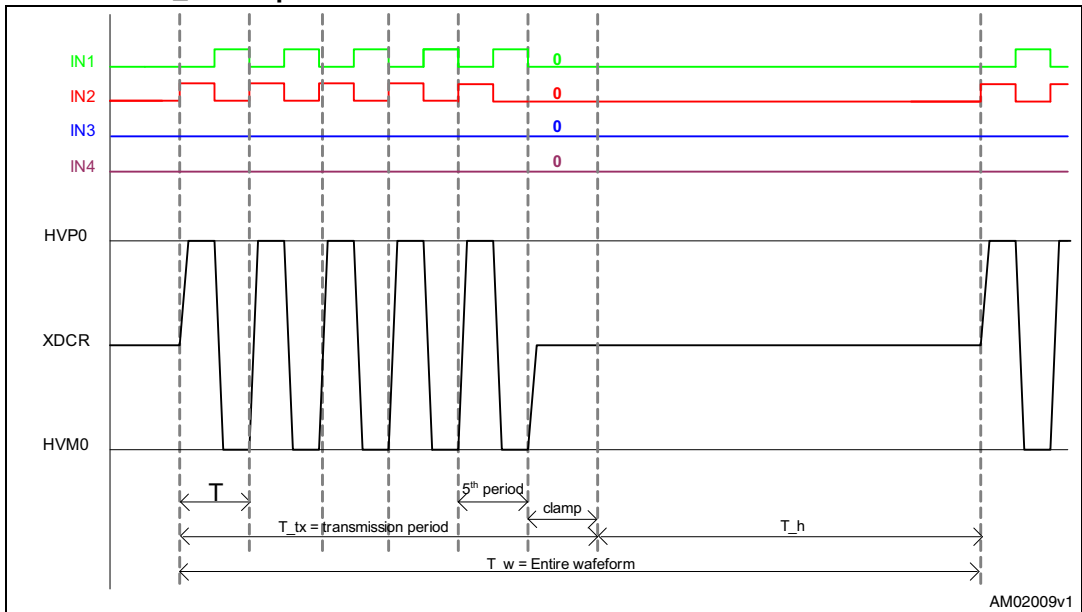 IN1
0
IN2
0
IN3
0
IN4
0
HVP0
XDCR
HVM0
T
5th period
clamp
T_tx = transmission period
T_h
T_w = Entire wafeform
AM02009v1